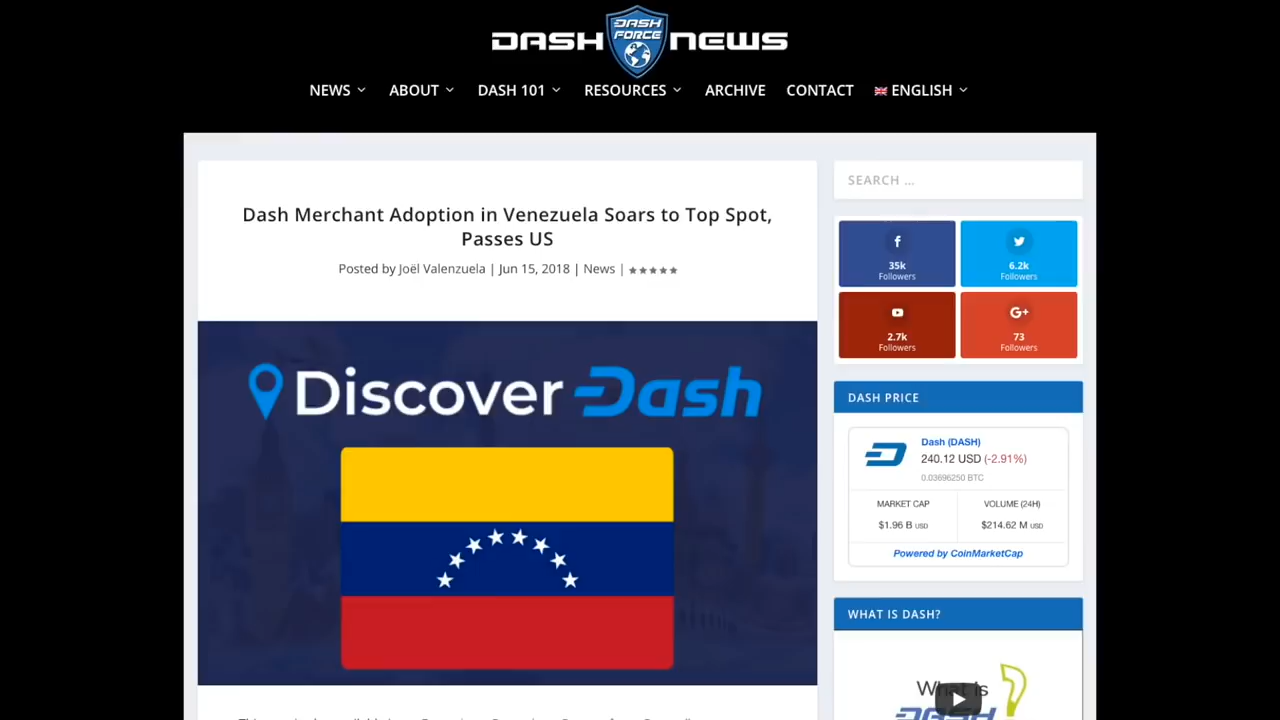 DASH NEWS
DASH
FORCE
NEWS ABOUT DASH 101 RESOURCES ARCHIVE CONTACT ENGLISH
Dash Merchant Adoption in Venezuela Soars to Top Spot,
Passes US
Posted by Joël Valenzuela | Jun 15, 2018 | News | ★★★★★
Discover Dash
SEARCH …
35k
Followers
6.2k
Followers
2.7k
Followers
G+
73
Followers
DASH PRICE
Dash (DASH)
240.12 USD (-2.91%)
0.03696250 BTC
MARKET CAP
$1.96 B USD
VOLUME (24H)
$214.62 M USD
Powered by CoinMarketCap
WHAT IS DASH?
What is
DASH